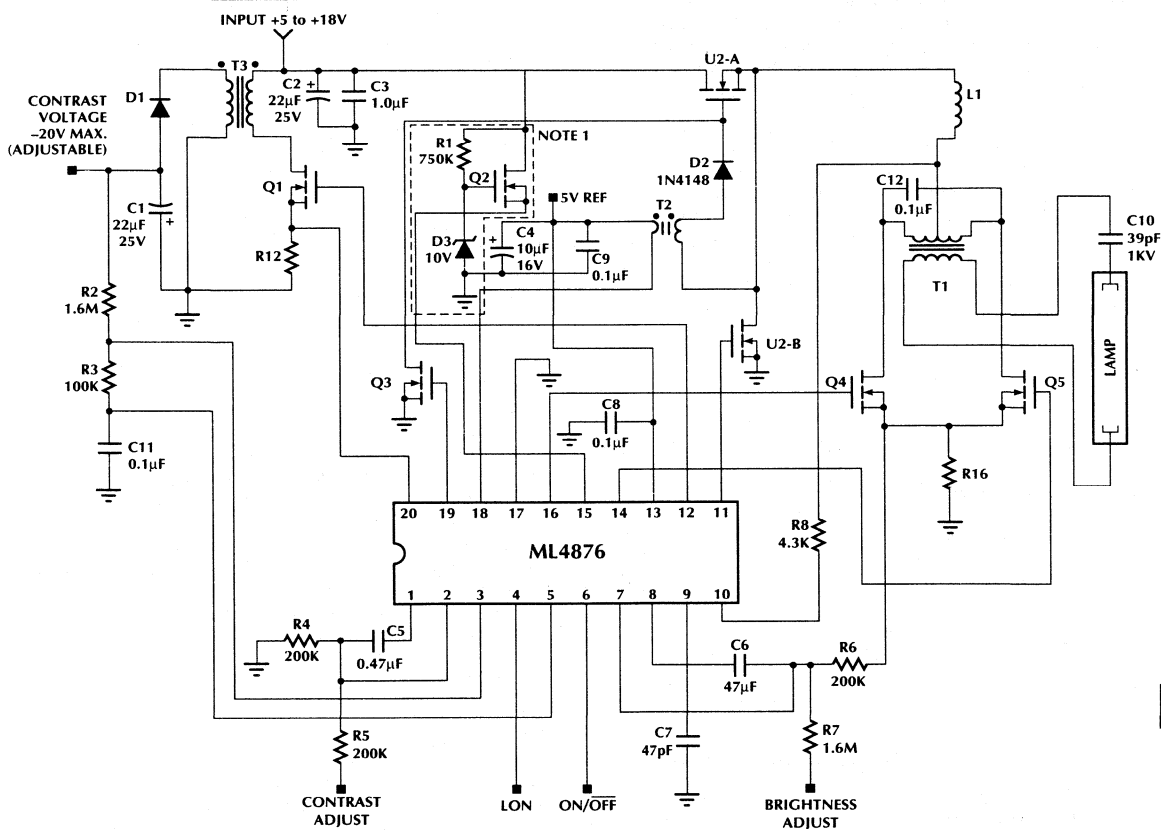 INPUT +5 to +18V
U2-A
T3
D1
C2
+
22µF
25V
C3
1.0µF
L1
CONTRAST
VOLTAGE
–20V MAX.
(ADJUSTABLE)
NOTE 1
R1
750K
Q2
D2
1N4148
C12
0.1µF
Q1
5V REF
T2
C1
22µF
25V
+
C10
39pF
1KV
R12
D3
10V
+
C4
10µF
16V
C9
0.1µF
T1
R2
1.6M
U2-B
LAMP
R3
100K
Q3
Q4
Q5
C8
0.1µF
C11
0.1µF
R16
20 19 18 17 16 15 14 13 12 11
R8
4.3K
ML4876
1 2 3 4 5 6 7 8 9 10
R4
200K
C5
0.47µF
C6
47µF
R6
200K
R5
200K
C7
47pF
R7
1.6M
CONTRAST
ADJUST
LON
ON/OFF
BRIGHTNESS
ADJUST